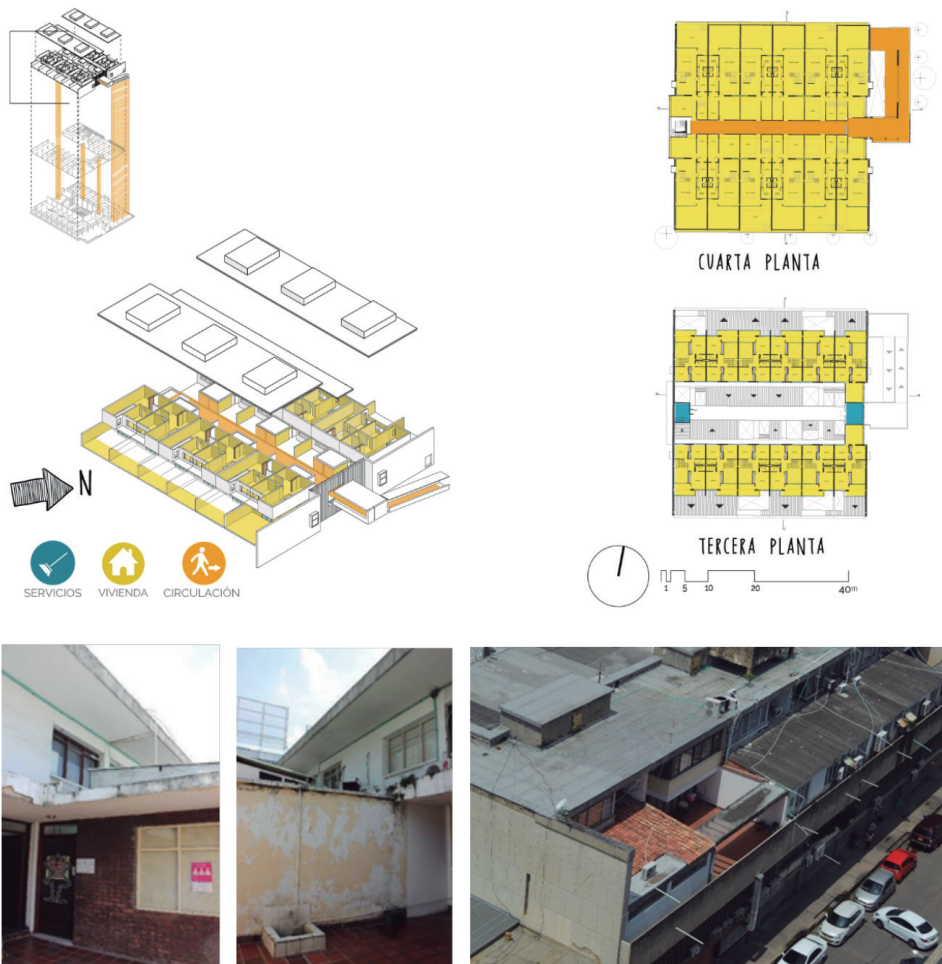 CUARTA PLANTA
N
TERCERA PLANTA
SERVICIOS VIVIENDA CIRCULACIÓN
1 5 10 20 40m